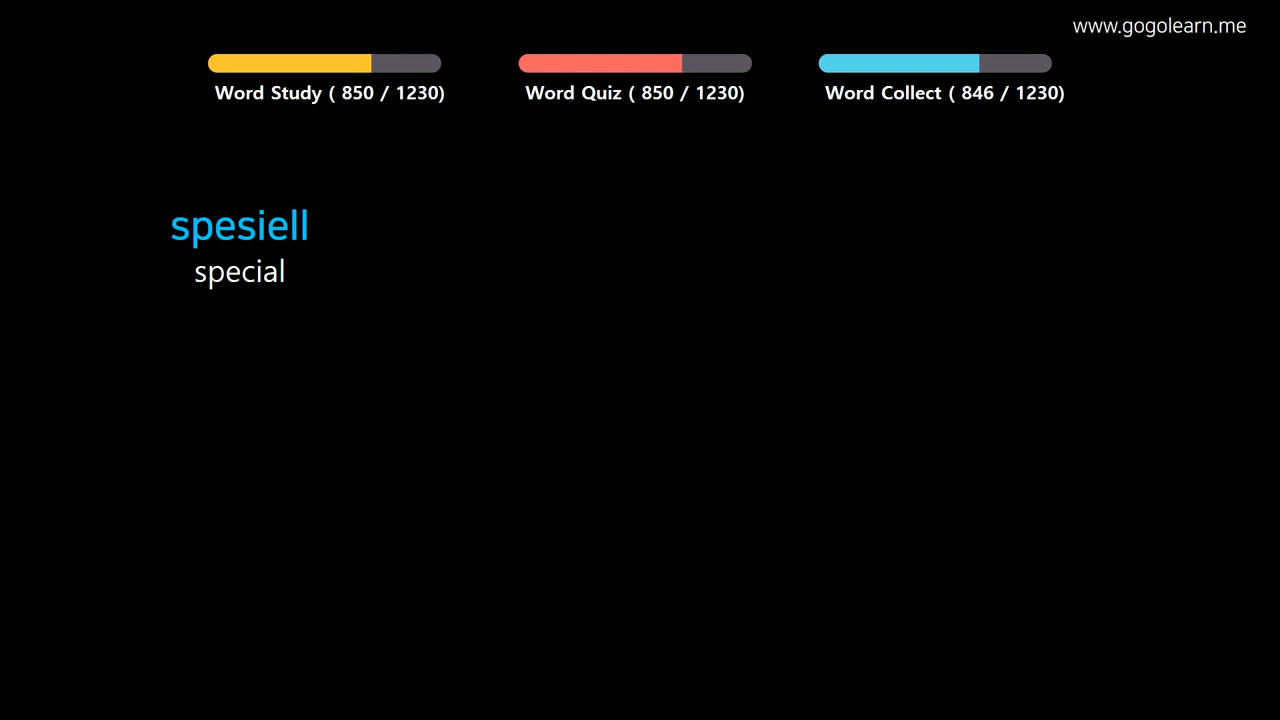 www.gogolearn.me
Word Study ( 850 / 1230)
Word Quiz ( 850 / 1230)
Word Collect ( 846 / 1230)
spesiell
special